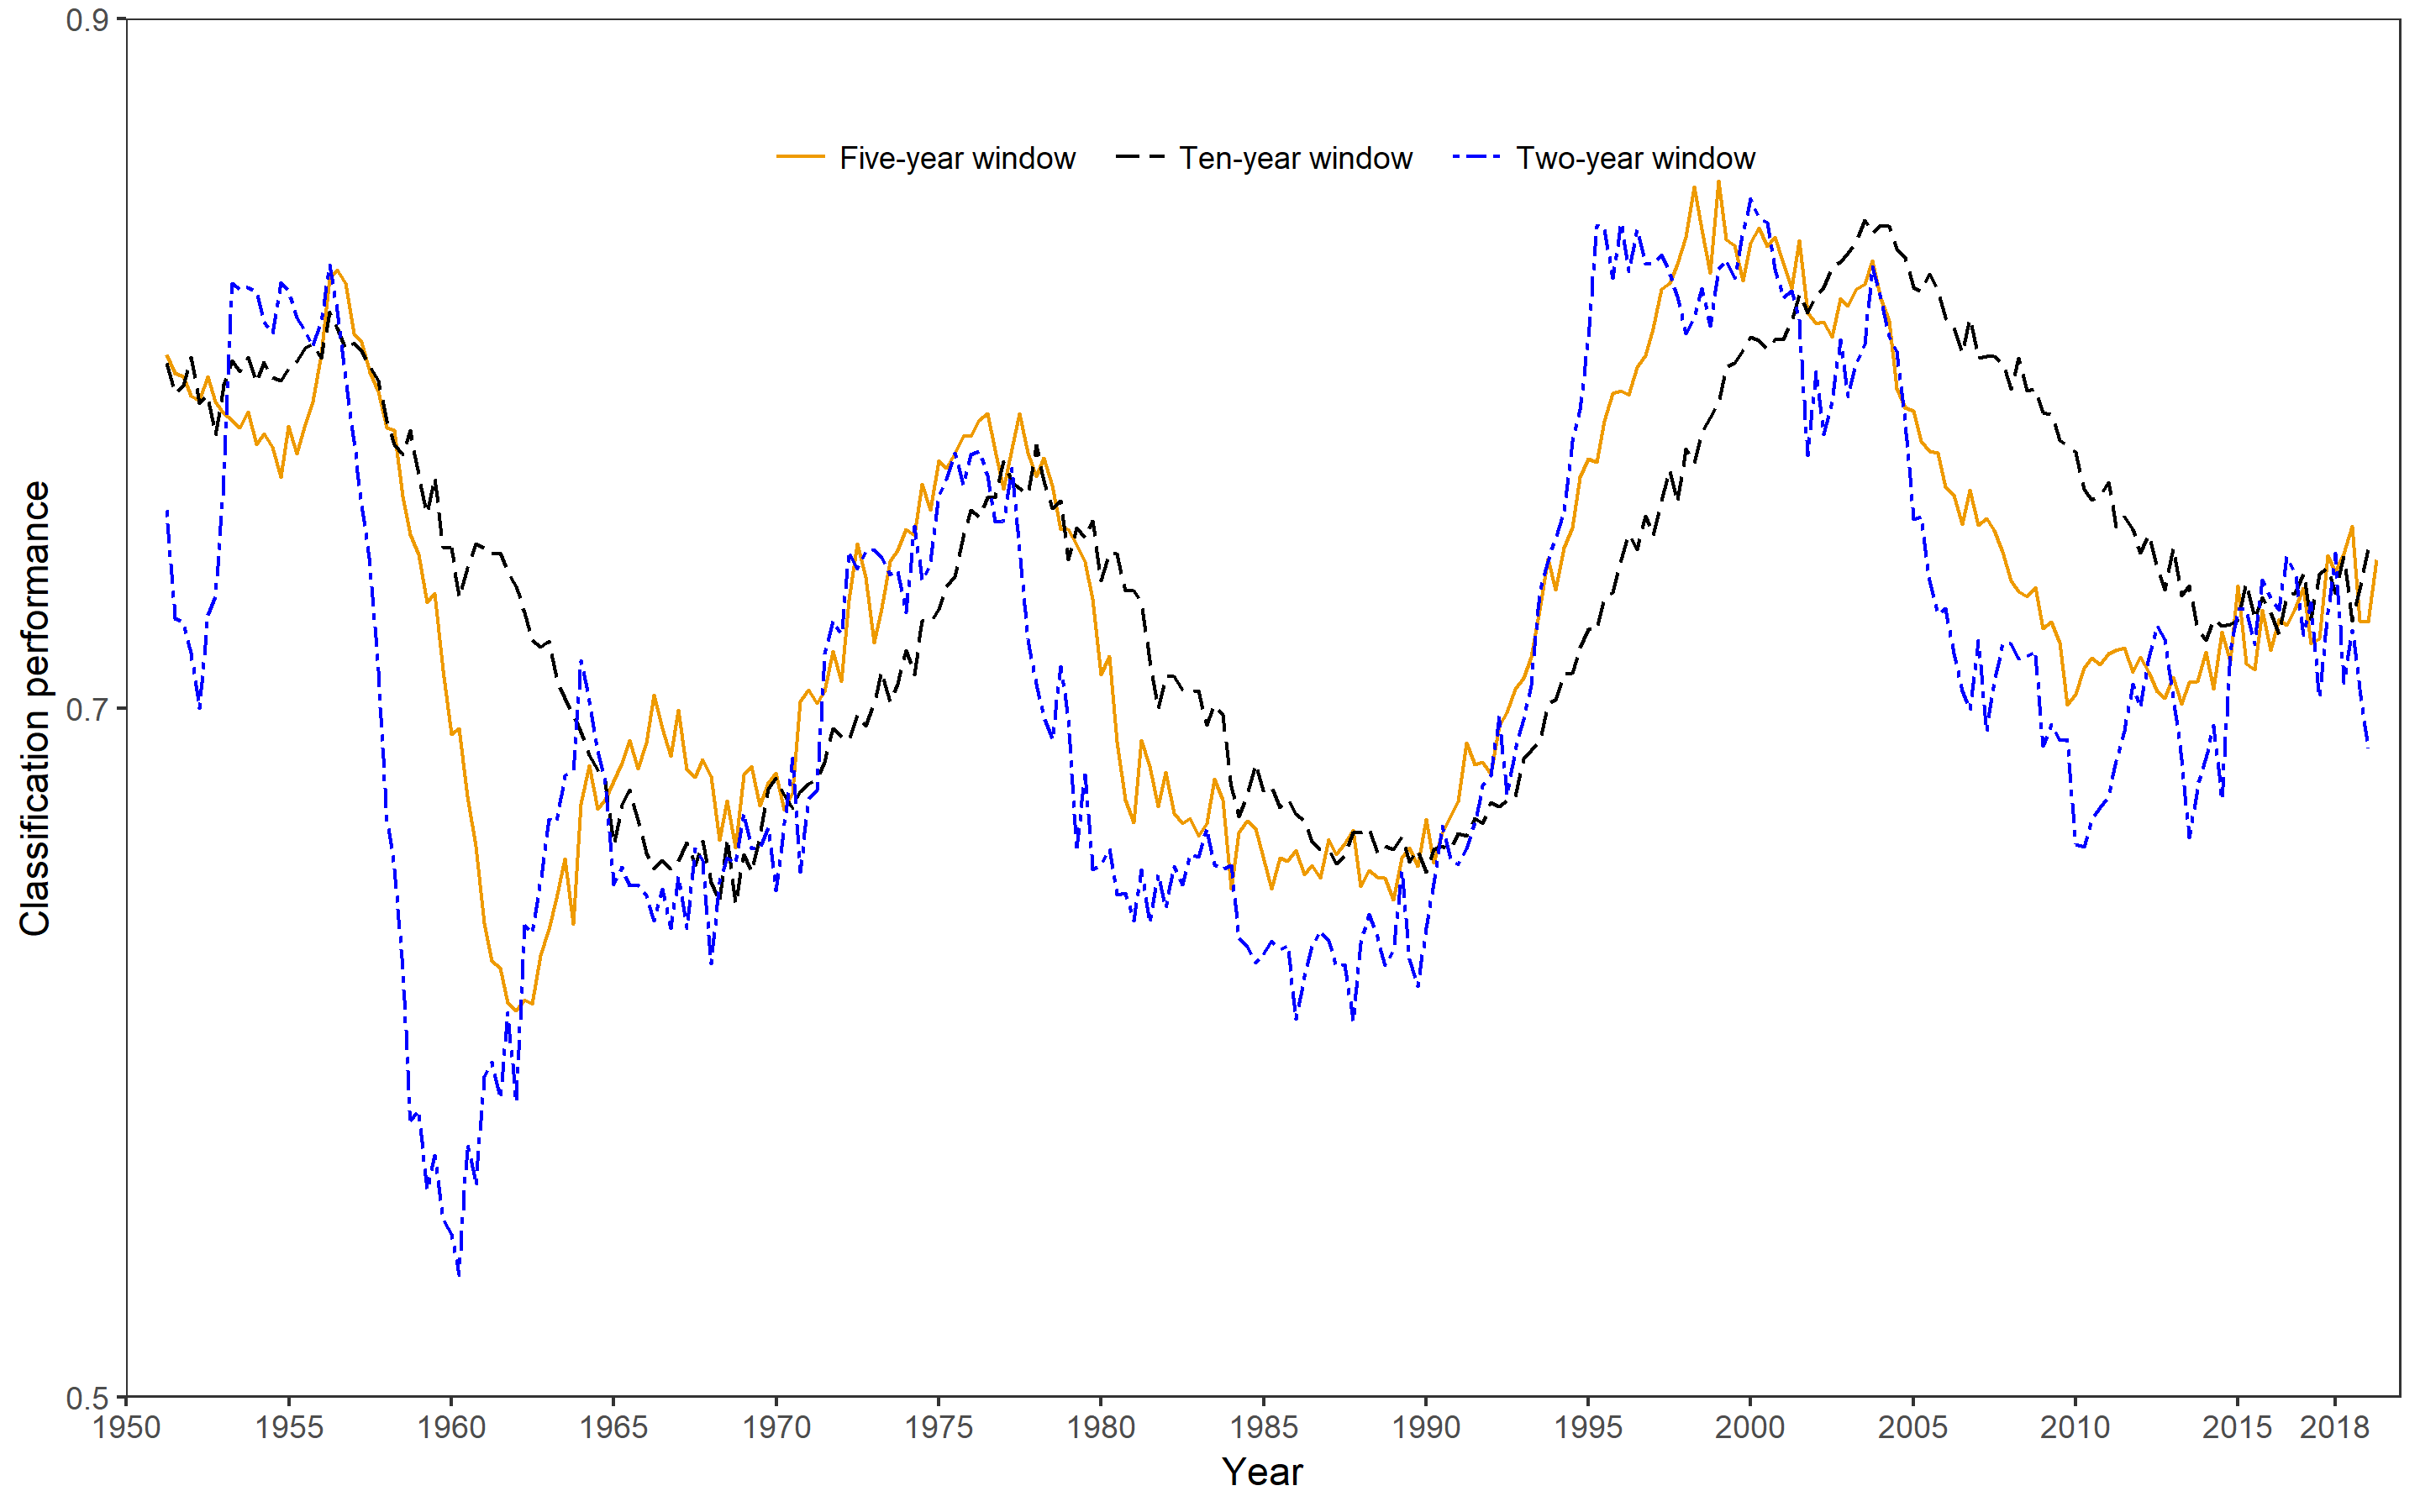 0.9
Five-year window Ten-year window Two-year window
Classification performance
0.7
0.5
1950 1955 1960 1965 1970 1975 1980 1985 1990 1995 2000 2005 2010 2015 2018
Year